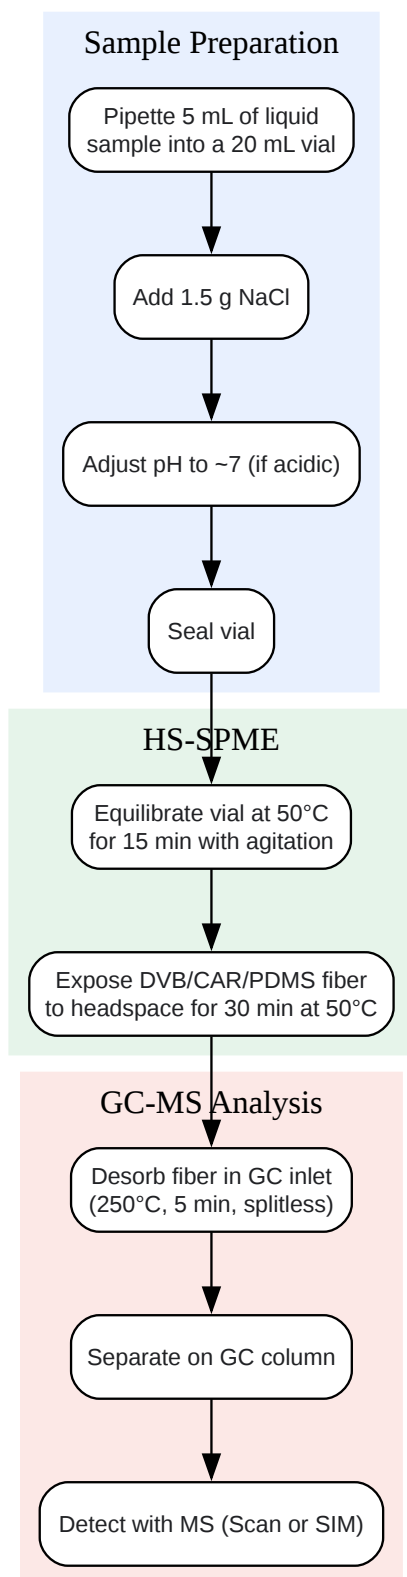 Sample Preparation
Pipette 5 mL of liquid
sample into a 20 mL vial
Add 1.5 g NaCl
Adjust pH to ~7 (if acidic)
Seal vial
HS-SPME
Equilibrate vial at 50°C
for 15 min with agitation
Expose DVB/CAR/PDMS fiber
to headspace for 30 min at 50°C
GC-MS Analysis
Desorb fiber in GC inlet
(250°C, 5 min, splitless)
Separate on GC column
Detect with MS (Scan or SIM)